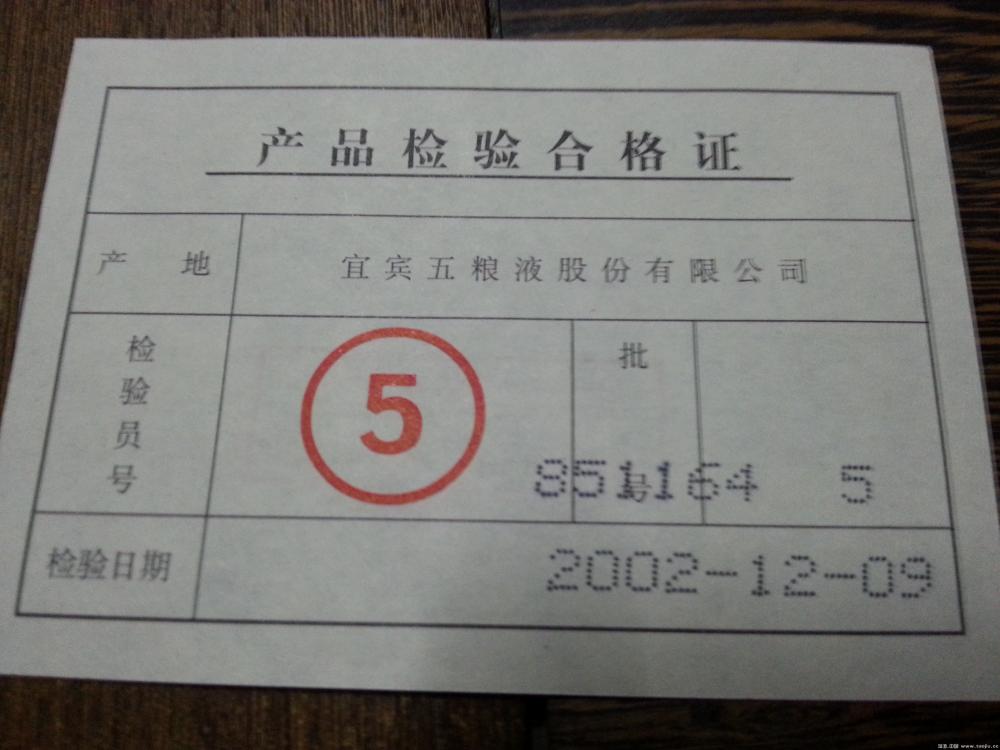 产品检验合格证
产 地 宜宾五粮液股份有限公司
检验员号 5 批号 851164 5
检验日期 2002-12-09